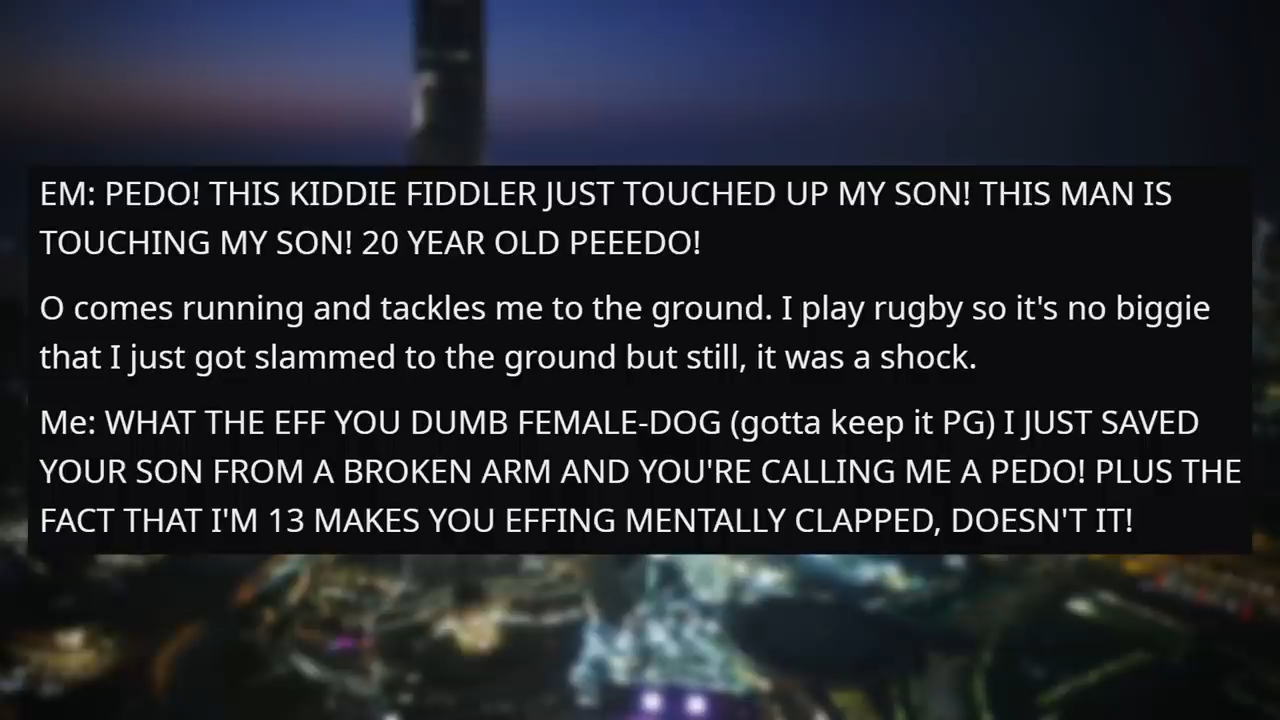 EM: PEDO! THIS KIDDIE FIDDLER JUST TOUCHED UP MY SON! THIS MAN IS
TOUCHING MY SON! 20 YEAR OLD PEEEDO!
O comes running and tackles me to the ground. I play rugby so it's no biggie
that I just got slammed to the ground but still, it was a shock.
Me: WHAT THE EFF YOU DUMB FEMALE-DOG (gotta keep it PG) I JUST SAVED
YOUR SON FROM A BROKEN ARM AND YOU'RE CALLING ME A PEDO! PLUS THE
FACT THAT I'M 13 MAKES YOU EFFING MENTALLY CLAPPED, DOESN'T IT!